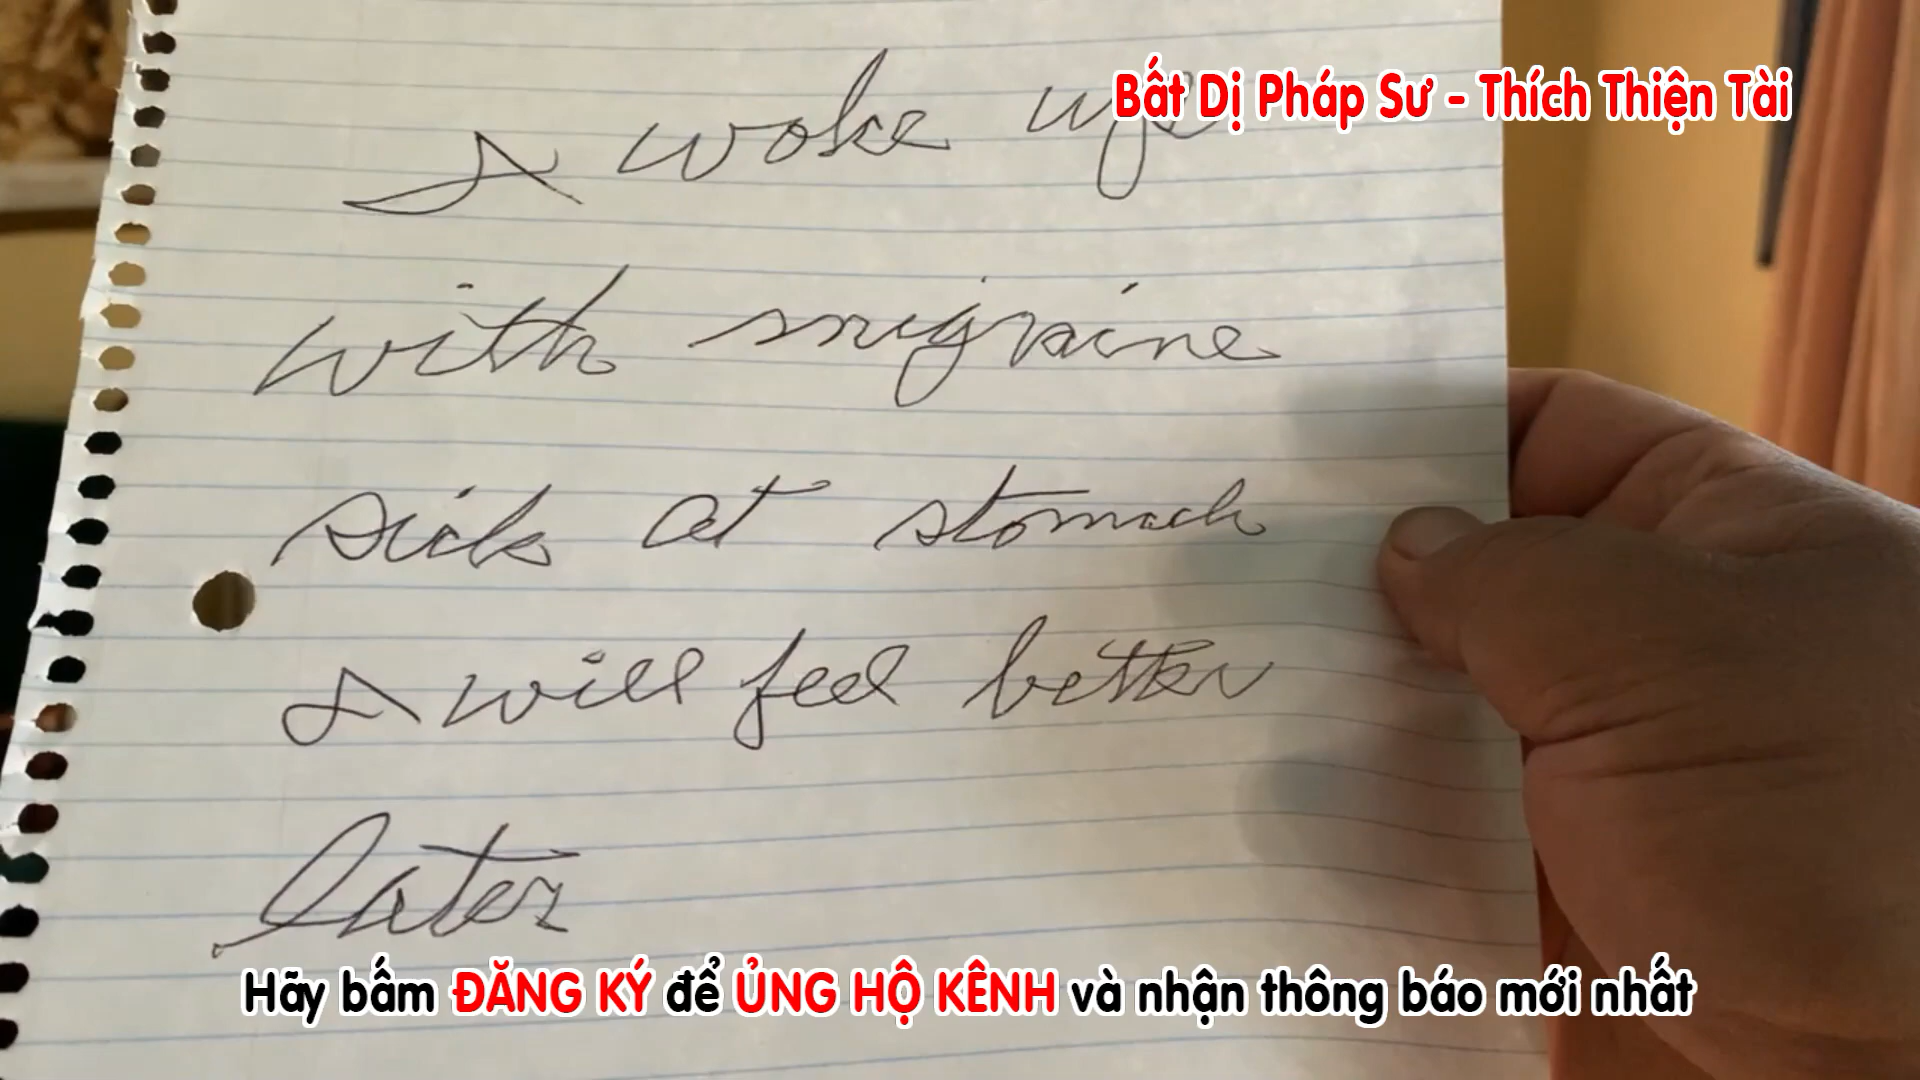 Bất Dị Pháp Sư - Thích Thiện Tài
I woke up
with migraine
sick at stomach
I will feel better
later
Hãy bấm ĐĂNG KÝ để ỦNG HỘ KÊNH và nhận thông báo mới nhất